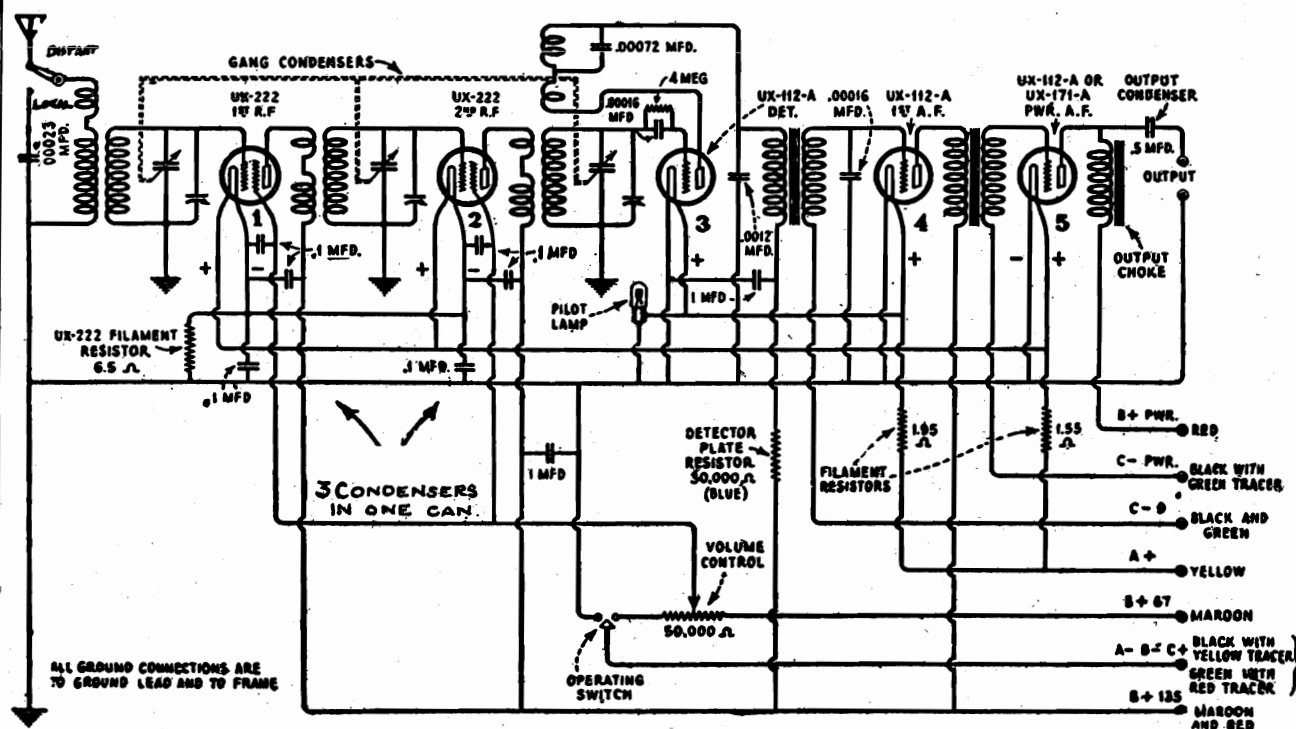 DISTANT
LOCAL
.00023
MFD.
GANG CONDENSERS
UX-222
1ST R.F
UX-222
2ND R.F
.00072 MFD.
4 MEG
.00016
MFD
UX-112-A
DET.
.00016
MFD.
UX-112-A
1ST A.F.
UX-112-A OR
UX-171-A
PWR. A.F.
OUTPUT
CONDENSER
.5 MFD.
OUTPUT
OUTPUT
CHOKE
1
2
3
4
5
+
-
.1 MFD.
+
-
.1 MFD
+
.0012
MFD.
1 MFD
+
-
+
PILOT
LAMP
UX-222 FILAMENT
RESISTOR
6.5 Ω
.1 MFD
.1 MFD.
3 CONDENSERS
IN ONE CAN
1 MFD
DETECTOR
PLATE
RESISTOR
50,000 Ω
(BLUE)
FILAMENT
RESISTORS
Ω
1.55
Ω
VOLUME
CONTROL
50,000 Ω
OPERATING
SWITCH
B+ PWR.
RED
C- PWR.
BLACK WITH
GREEN TRACER
C-9
BLACK AND
GREEN
A+
YELLOW
B+ 67
MAROON
A- B- C+
BLACK WITH
YELLOW TRACER
GREEN WITH
RED TRACER
B+ 135
MAROON
AND RED
ALL GROUND CONNECTIONS ARE
TO GROUND LEAD AND TO FRAME